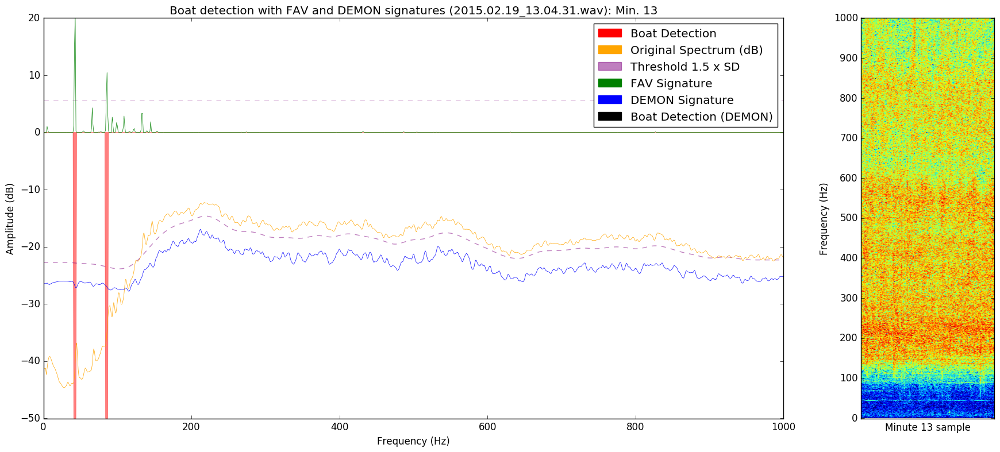 Boat detection with FAV and DEMON signatures (2015.02.19_13.04.31.wav): Min. 13
Boat Detection
Original Spectrum (dB)
Threshold 1.5 x SD
FAV Signature
DEMON Signature
Boat Detection (DEMON)
Amplitude (dB)
20
10
0
−10
−20
−30
−40
−50
0
200
400
600
800
1000
Frequency (Hz)
Frequency (Hz)
1000
900
800
700
600
500
400
300
200
100
0
Minute 13 sample